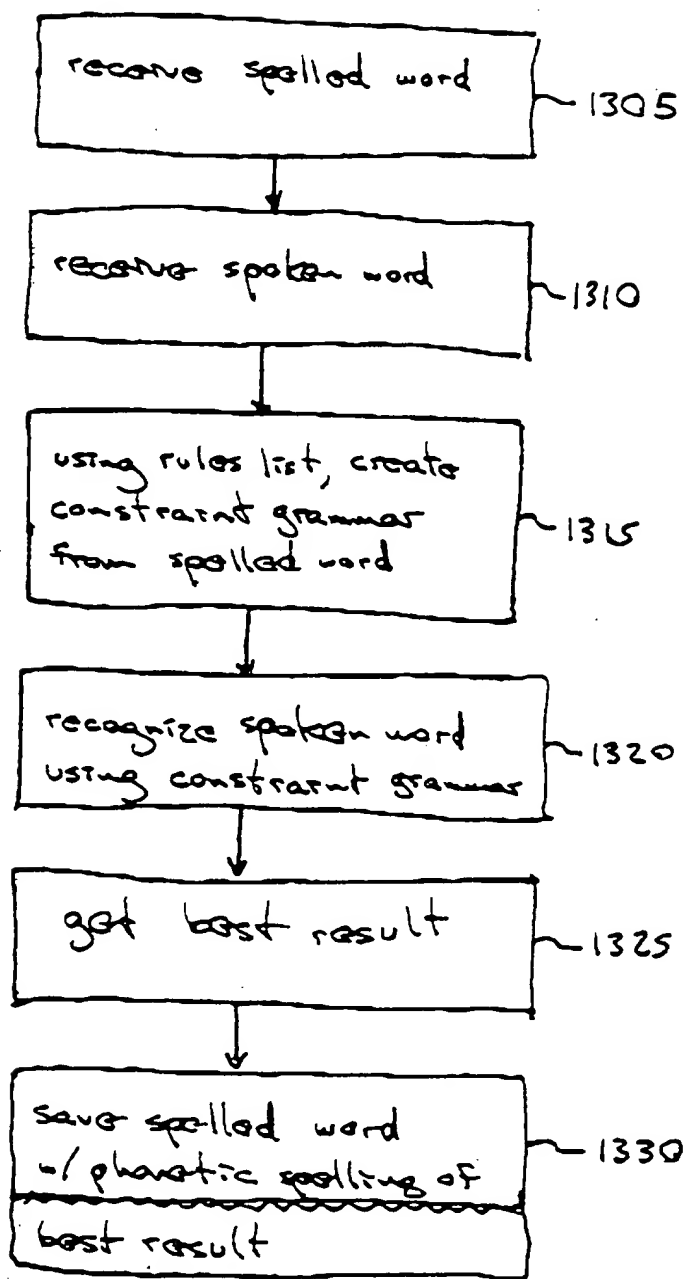 receive spelled word
1305
receive spoken word
1310
using rules list, create
constraint grammar
from spelled word
1315
recognize spoken word
using constraint grammar
1320
get best result
1325
save spelled word
w/ phonetic spelling of
best result
1330